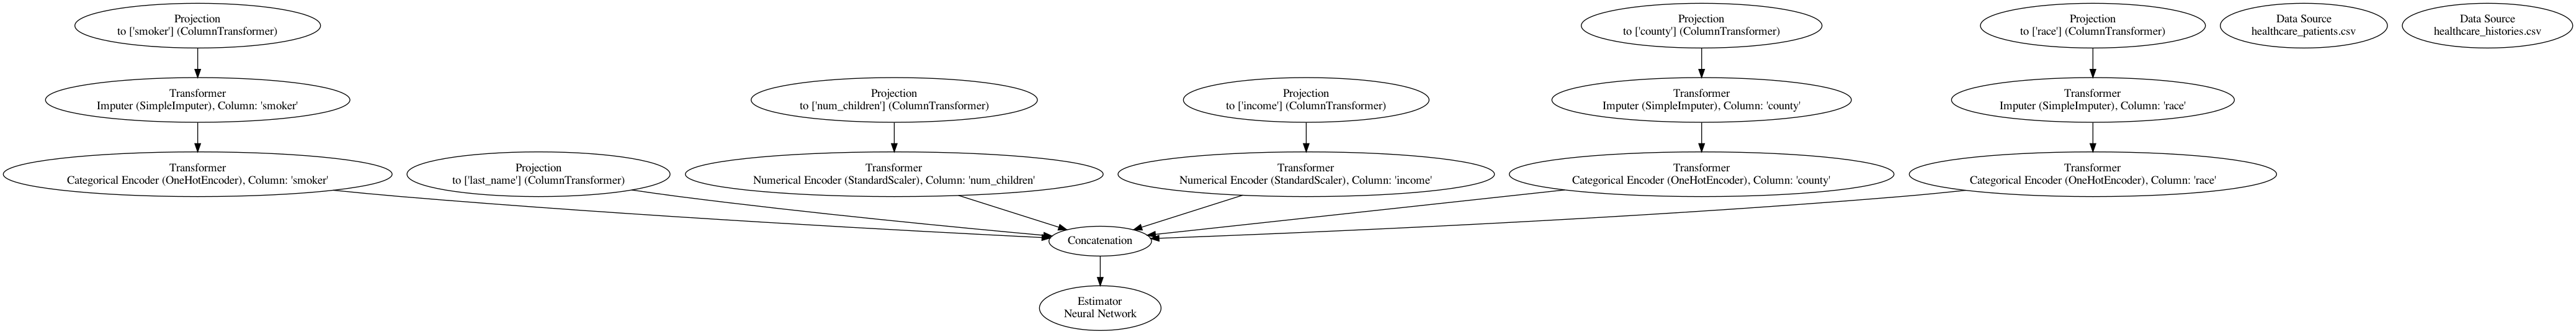 Projection
to ['smoker'] (ColumnTransformer)
Projection
to ['county'] (ColumnTransformer)
Projection
to ['race'] (ColumnTransformer)
Data Source
healthcare_patients.csv
Data Source
healthcare_histories.csv
Transformer
Imputer (SimpleImputer), Column: 'smoker'
Projection
to ['num_children'] (ColumnTransformer)
Projection
to ['income'] (ColumnTransformer)
Transformer
Imputer (SimpleImputer), Column: 'county'
Transformer
Imputer (SimpleImputer), Column: 'race'
Transformer
Categorical Encoder (OneHotEncoder), Column: 'smoker'
Projection
to ['last_name'] (ColumnTransformer)
Transformer
Numerical Encoder (StandardScaler), Column: 'num_children'
Transformer
Numerical Encoder (StandardScaler), Column: 'income'
Transformer
Categorical Encoder (OneHotEncoder), Column: 'county'
Transformer
Categorical Encoder (OneHotEncoder), Column: 'race'
Concatenation
Estimator
Neural Network